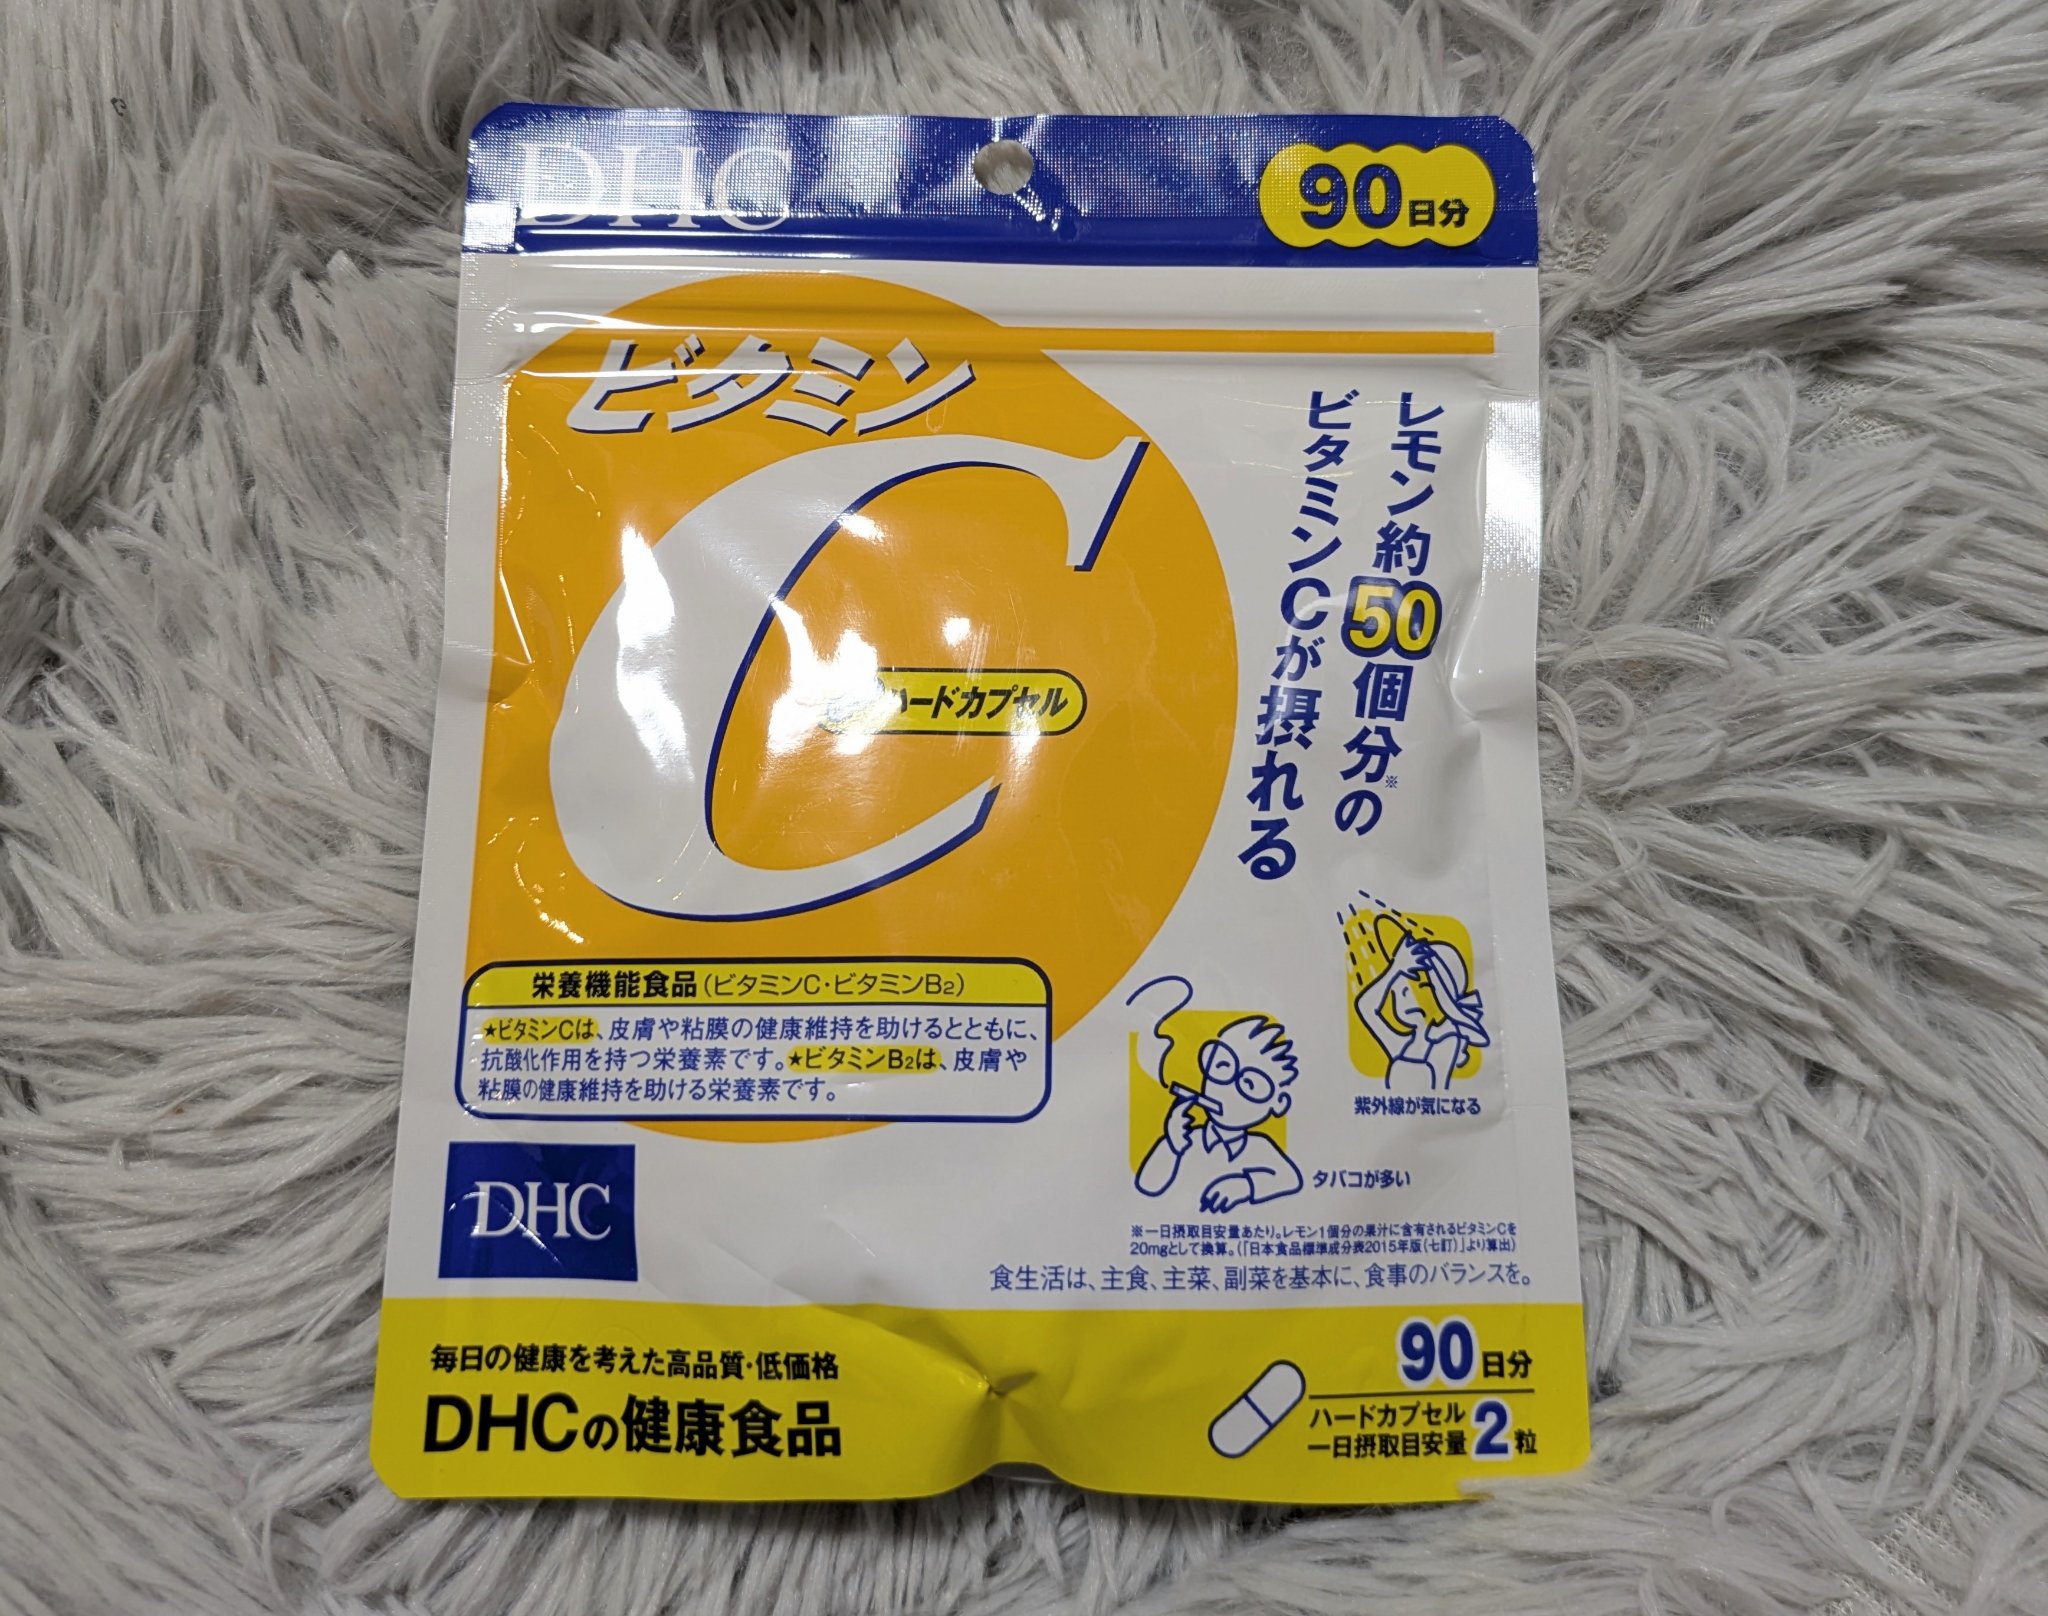 DHC
90日分
ビタミン
C
ハードカプセル
レモン約50個分※の
ビタミンCが摂れる
栄養機能食品(ビタミンC・ビタミンB2)
★ビタミンCは、皮膚や粘膜の健康維持を助けるとともに、
抗酸化作用を持つ栄養素です。★ビタミンB2は、皮膚や
粘膜の健康維持を助ける栄養素です。
紫外線が気になる
タバコが多い
DHC
※一日摂取目安量あたり。レモン1個分の果汁に含有されるビタミンCを
20mgとして換算。(「日本食品標準成分表2015年版(七訂)」より算出)
食生活は、主食、主菜、副菜を基本に、食事のバランスを。
毎日の健康を考えた高品質・低価格
DHCの健康食品
90日分
ハードカプセル
一日摂取目安量2粒